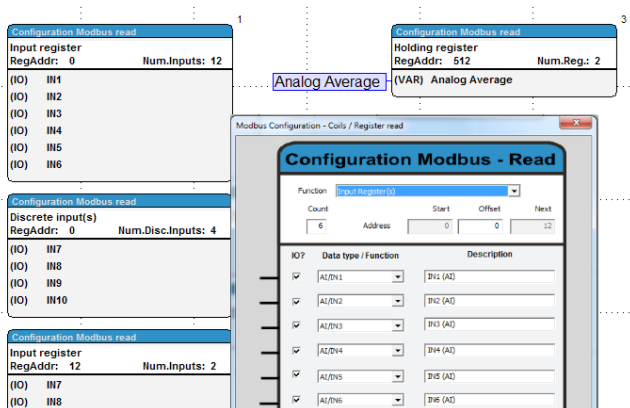 Configuration Modbus read
Input register
RegAddr: 0 Num.Inputs: 12
(IO) IN1
(IO) IN2
(IO) IN3
(IO) IN4
(IO) IN5
(IO) IN6
1
Configuration Modbus read
Discrete input(s)
RegAddr: 0 Num.Disc.Inputs: 4
(IO) IN7
(IO) IN8
(IO) IN9
(IO) IN10
Configuration Modbus read
Input register
RegAddr: 12 Num.Inputs: 2
(IO) IN7
(IO) IN8
Configuration Modbus read
Holding register
RegAddr: 512 Num.Reg.: 2
Analog Average (VAR) Analog Average
3
Modbus Configuration - Coils / Register read
Configuration Modbus - Read
Function Input Register(s)
Count Start Offset Next
6 Address 0 0 12
IO? Data type / Function Description
AI/IN1 IN1 (AI)
AI/IN2 IN2 (AI)
AI/IN3 IN3 (AI)
AI/IN4 IN4 (AI)
AI/IN5 IN5 (AI)
AI/IN6 IN6 (AI)